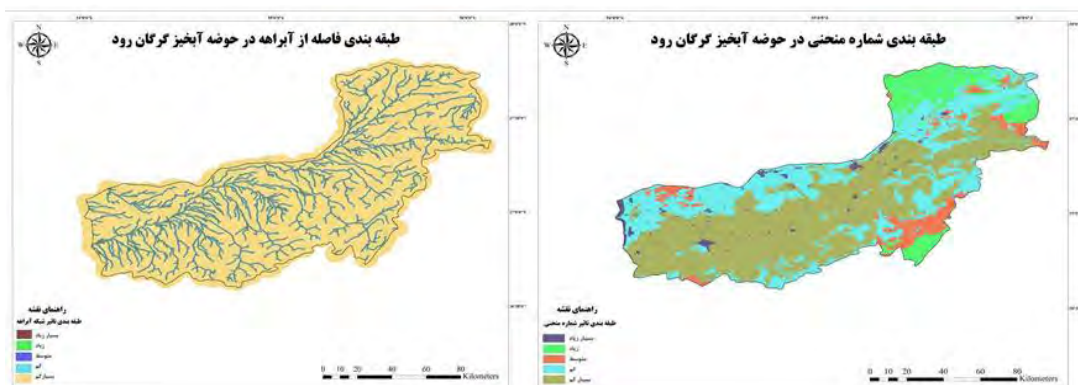 طبقه بندی فاصله از آبراهه در حوضه آبخیز گرگان رود
N
W
E
S
راهنمای نقشه
طبقه بندی تاثیر شبکه آبراهه
بسیار زیاد
زیاد
متوسط
کم
بسیار کم
0 10 20 40 60 80
Kilometers
طبقه بندی شماره منحنی در حوضه آبخیز گرگان رود
N
W
E
S
راهنمای نقشه
طبقه بندی تاثیر شماره منحنی
بسیار زیاد
زیاد
متوسط
کم
بسیار کم
0 10 20 40 60 80
Kilometers